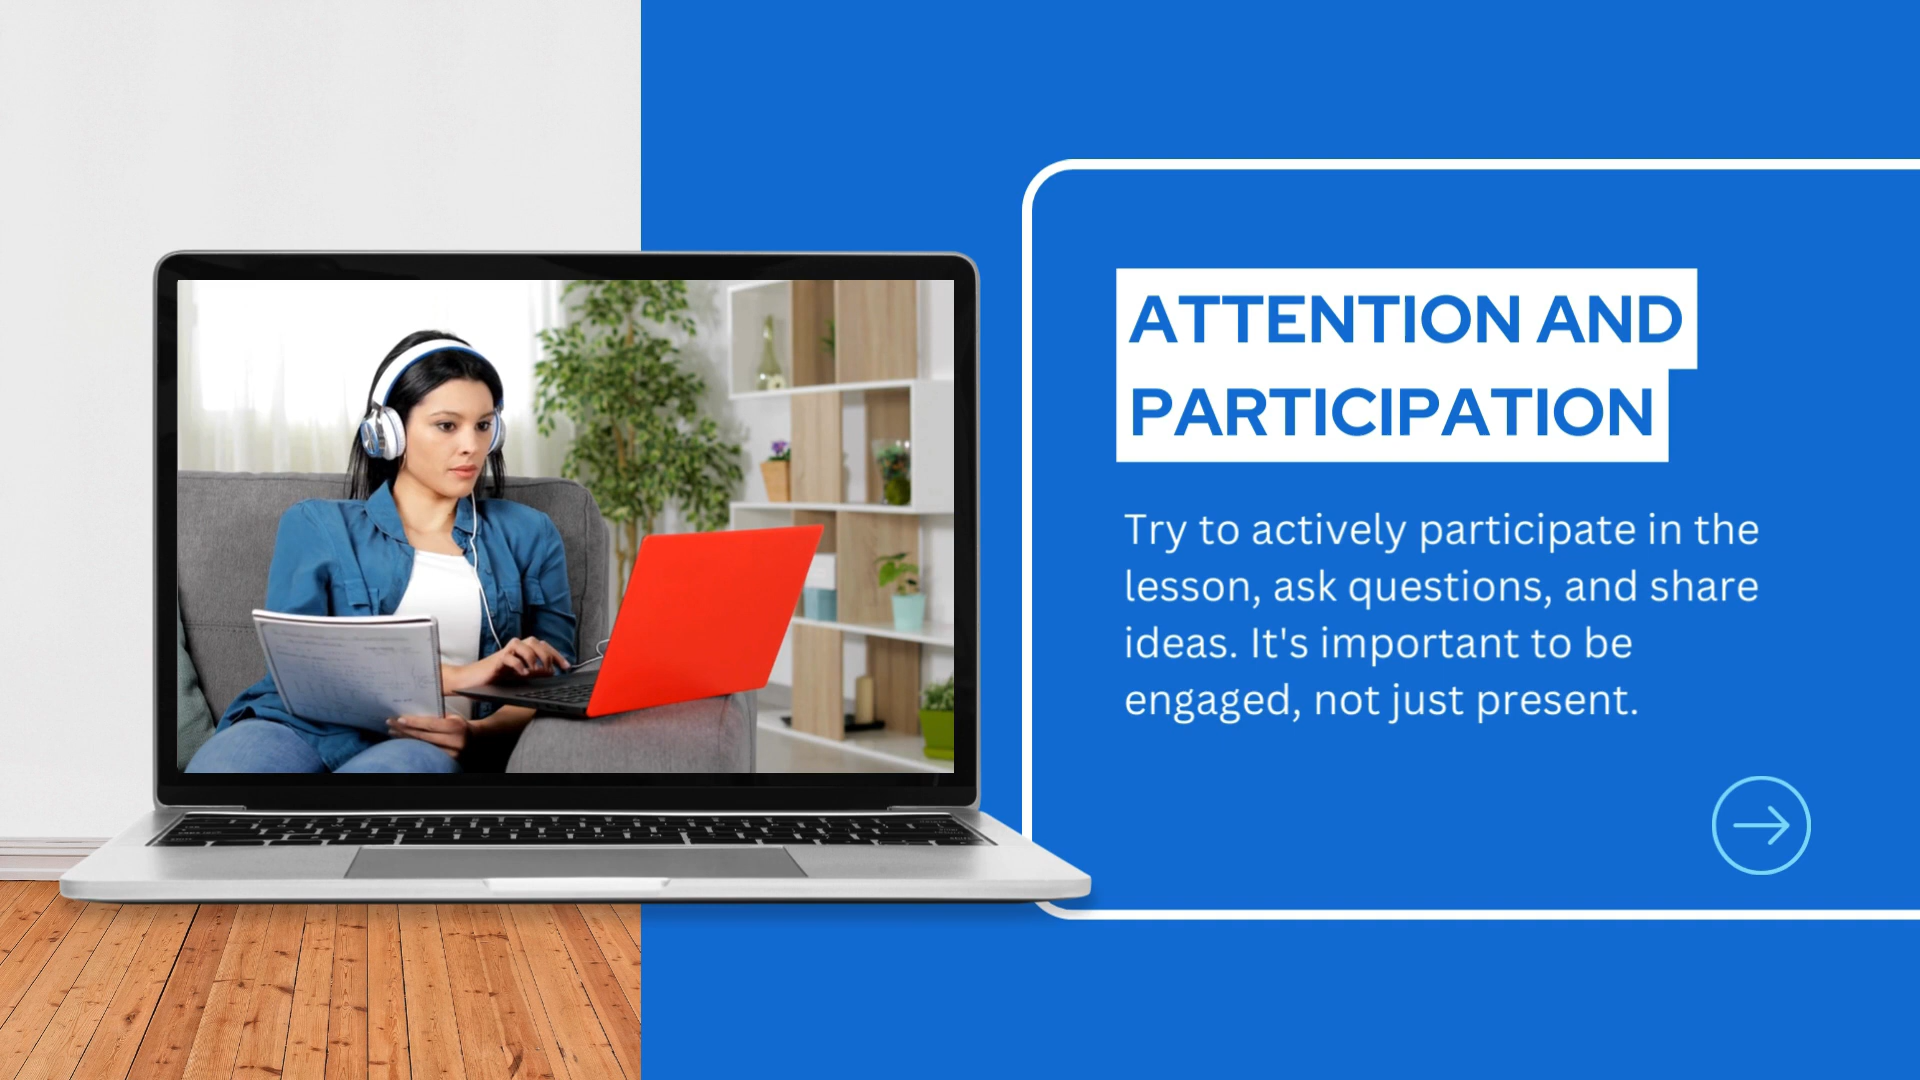 ATTENTION AND
PARTICIPATION
Try to actively participate in the
lesson, ask questions, and share
ideas. It's important to be
engaged, not just present.